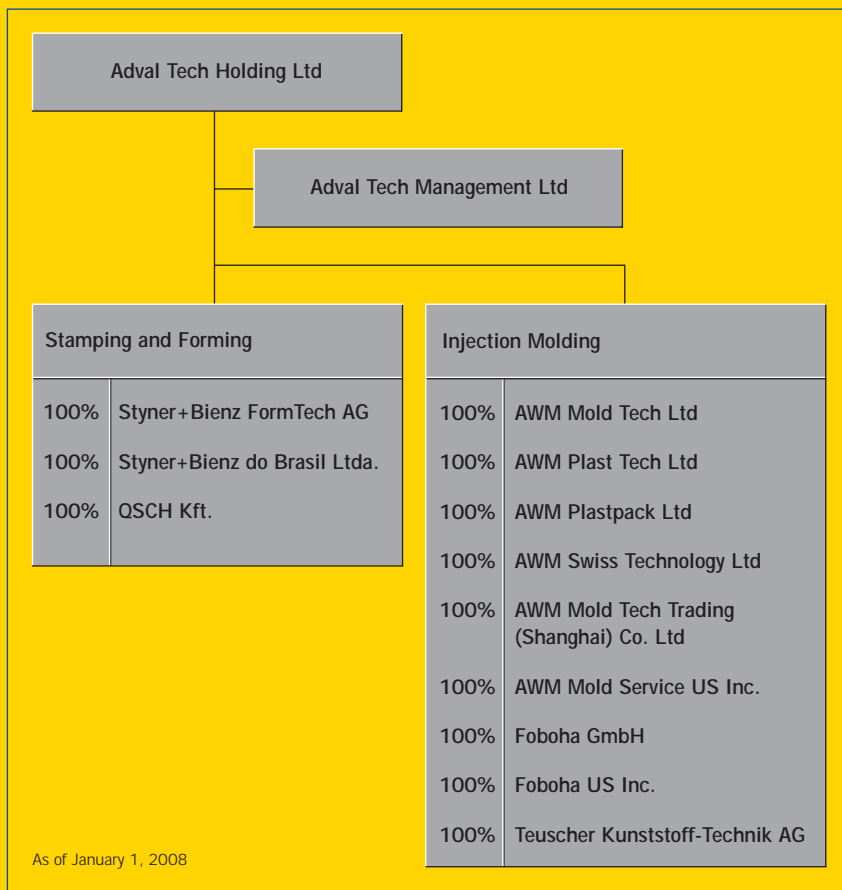 Adval Tech Holding Ltd
Adval Tech Management Ltd
Stamping and Forming
100% Styner+Bienz FormTech AG
100% Styner+Bienz do Brasil Ltda.
100% QSCH Kft.
Injection Molding
100% AWM Mold Tech Ltd
100% AWM Plast Tech Ltd
100% AWM Plastpack Ltd
100% AWM Swiss Technology Ltd
100% AWM Mold Tech Trading
(Shanghai) Co. Ltd
100% AWM Mold Service US Inc.
100% Foboha GmbH
100% Foboha US Inc.
100% Teuscher Kunststoff-Technik AG
As of January 1, 2008